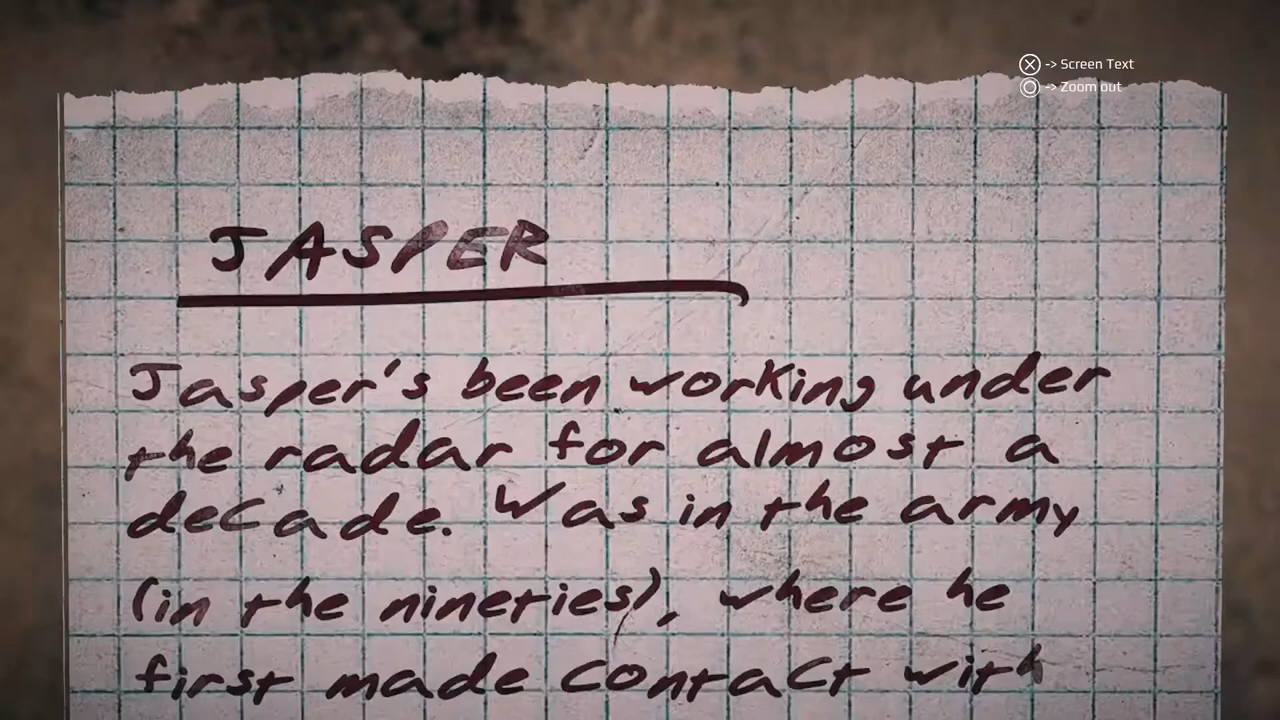 -> Screen Text
-> Zoom out
JASPER
Jasper's been working under
the radar for almost a
decade. Was in the army
(in the nineties), where he
first made contact with